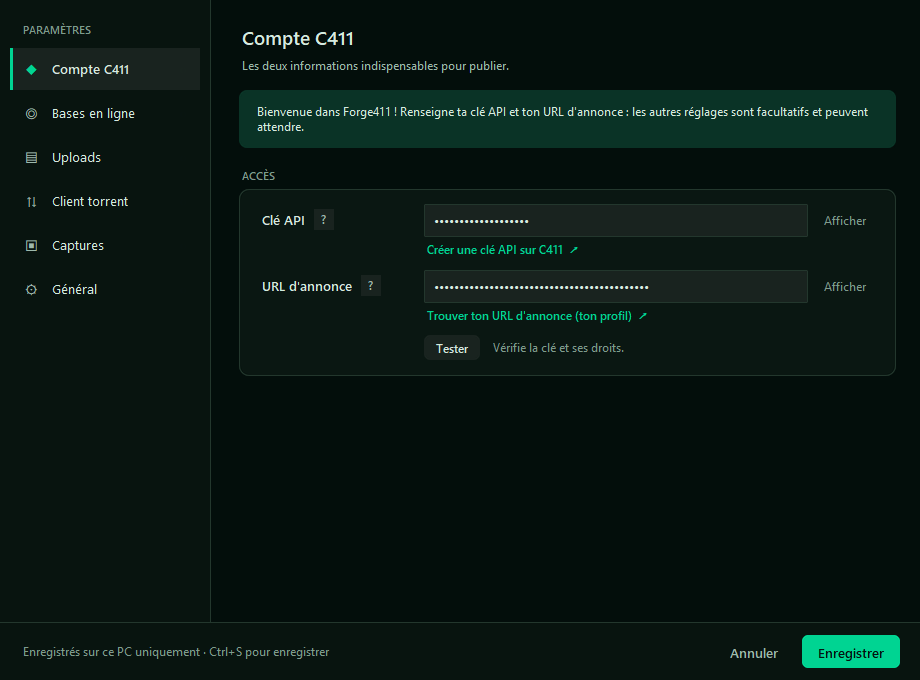 PARAMÈTRES
Compte C411
Bases en ligne
Uploads
Client torrent
Captures
Général
Compte C411
Les deux informations indispensables pour publier.
Bienvenue dans Forge411 ! Renseigne ta clé API et ton URL d'annonce : les autres réglages sont facultatifs et peuvent
attendre.
ACCÈS
Clé API ? ••••••••••••••••••• Afficher
Créer une clé API sur C411 ↗
URL d'annonce ? ••••••••••••••••••••••••••••••••••••••••••• Afficher
Trouver ton URL d'annonce (ton profil) ↗
Tester Vérifie la clé et ses droits.
Enregistrés sur ce PC uniquement · Ctrl+S pour enregistrer
Annuler Enregistrer